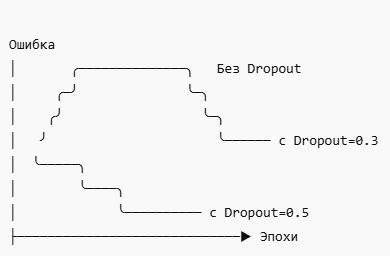 Ошибка
Без Dropout
с Dropout=0.3
с Dropout=0.5
Эпохи